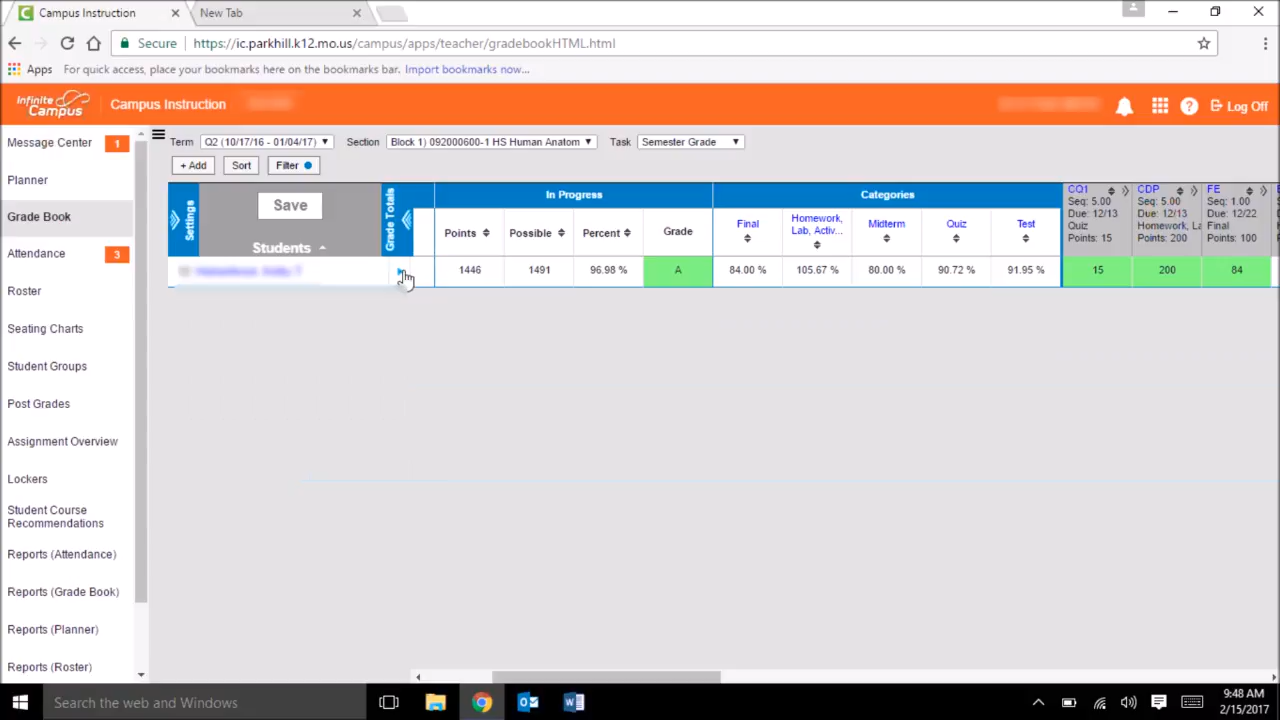 Campus Instruction
New Tab
Secure https://ic.parkhill.k12.mo.us/campus/apps/teacher/gradebookHTML.html
Apps For quick access, place your bookmarks here on the bookmarks bar. Import bookmarks now...
Infinite Campus Campus Instruction Log Off
Message Center 1
Planner
Grade Book
Attendance 3
Roster
Seating Charts
Student Groups
Post Grades
Assignment Overview
Lockers
Student Course
Recommendations
Reports (Attendance)
Reports (Grade Book)
Reports (Planner)
Reports (Roster)
Term Q2 (10/17/16 - 01/04/17) Section Block 1) 092000600-1 HS Human Anatom Task Semester Grade
+ Add Sort Filter
Settings
Save
Students
Grade Totals
In Progress
Points Possible Percent Grade
Categories
Final
Homework,
Lab, Activ...
Midterm
Quiz
Test
CQ1
Seq: 5.00
Due: 12/13
Quiz
Points: 15
CDP
Seq: 5.00
Due: 12/13
Homework, La
Points: 200
FE
Seq: 1.00
Due: 12/22
Final
Points: 100
1446 1491 96.98 % A 84.00 % 105.67 % 80.00 % 90.72 % 91.95 % 15 200 84
Search the web and Windows
9:48 AM
2/15/2017